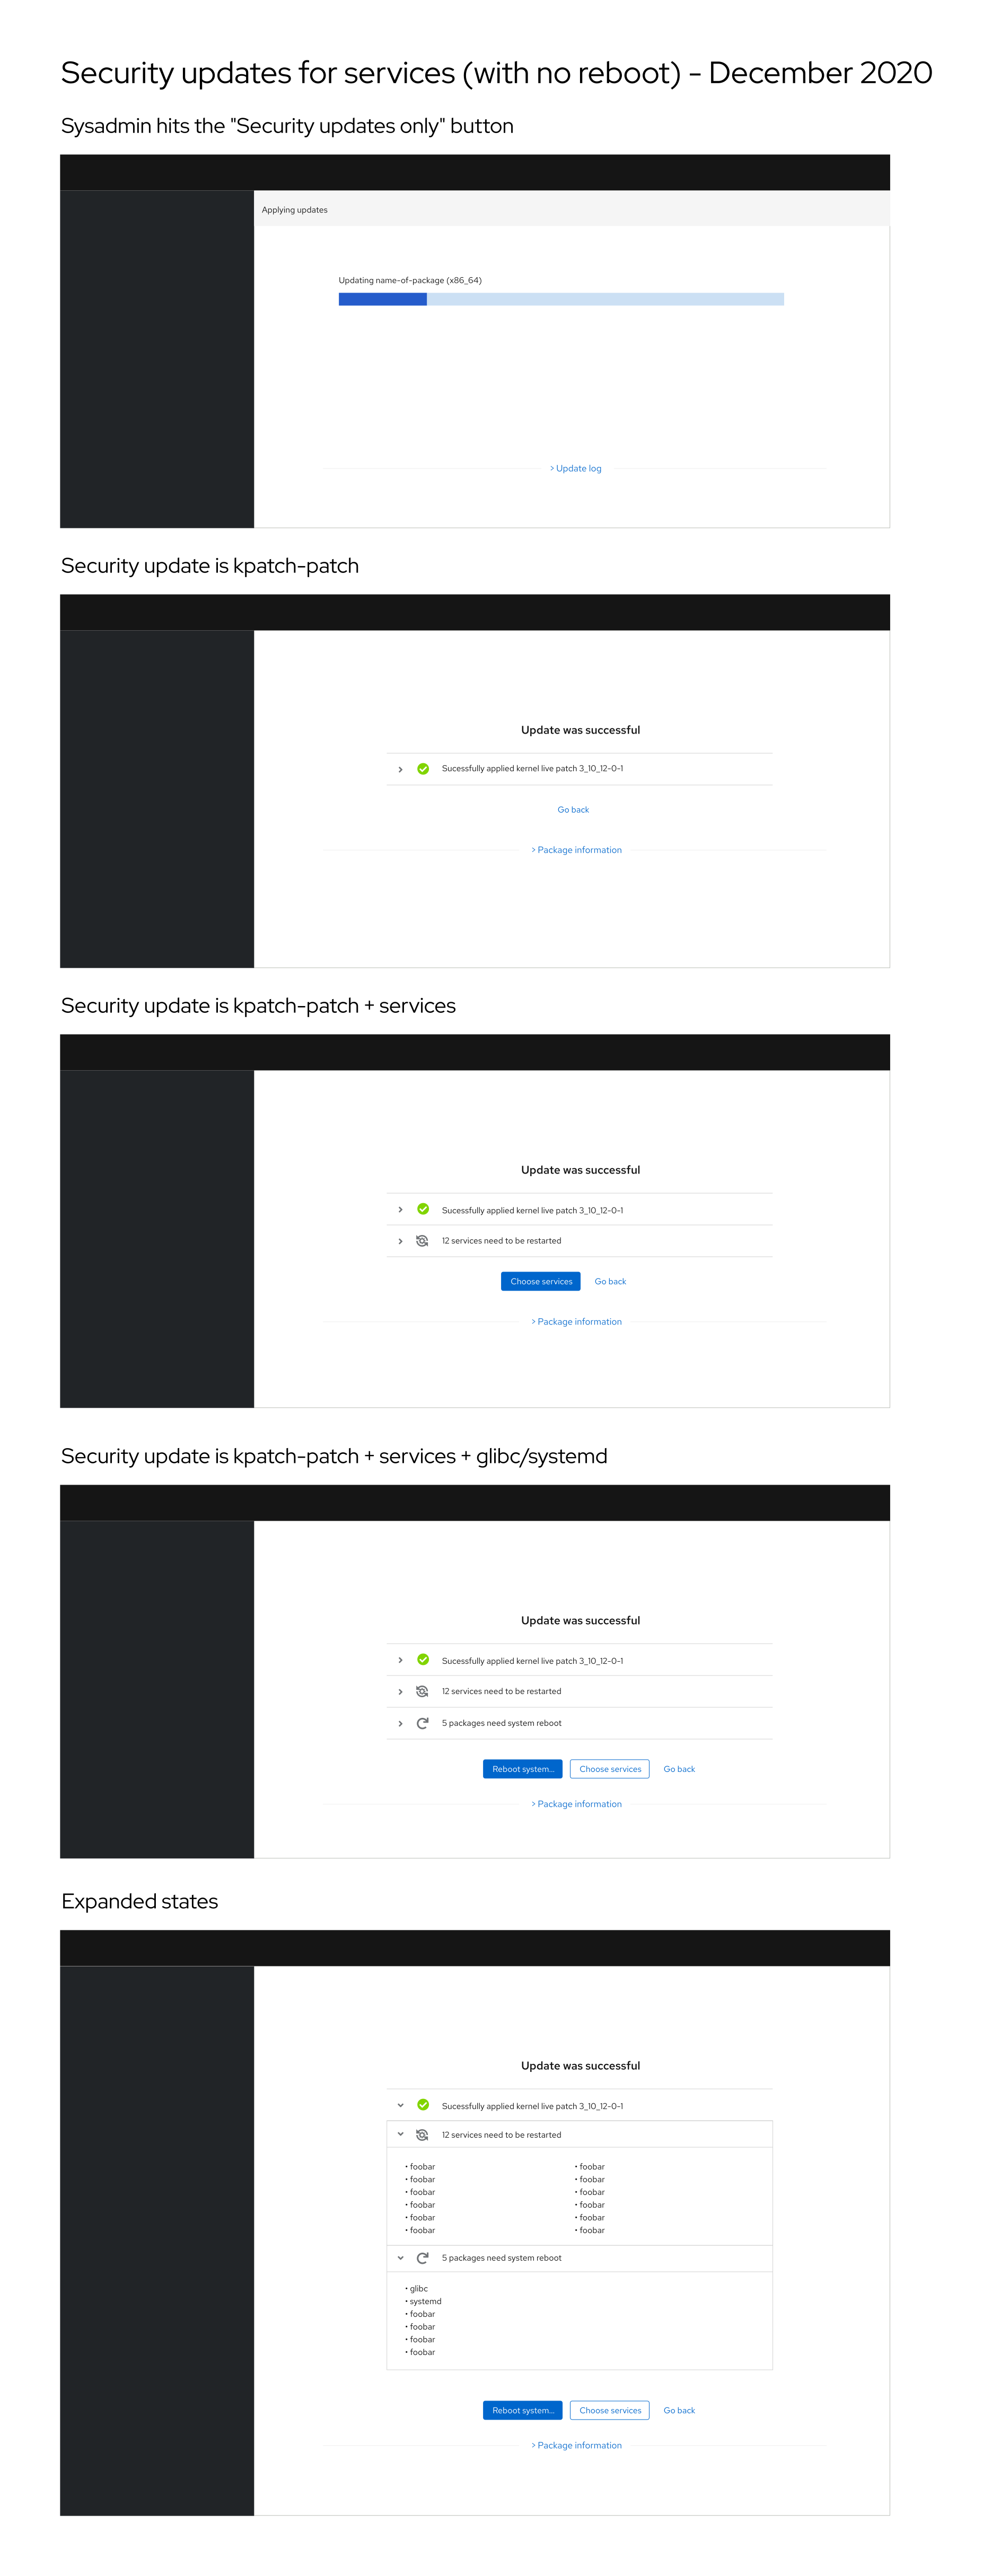 Security updates for services (with no reboot) - December 2020
Sysadmin hits the "Security updates only" button
Applying updates
Updating name-of-package (x86_64)
> Update log
Security update is kpatch-patch
Update was successful
Sucessfully applied kernel live patch 3_10_12-0-1
Go back
> Package information
Security update is kpatch-patch + services
Update was successful
Sucessfully applied kernel live patch 3_10_12-0-1
12 services need to be restarted
Choose services Go back
> Package information
Security update is kpatch-patch + services + glibc/systemd
Update was successful
Sucessfully applied kernel live patch 3_10_12-0-1
12 services need to be restarted
5 packages need system reboot
Reboot system... Choose services Go back
> Package information
Expanded states
Update was successful
Sucessfully applied kernel live patch 3_10_12-0-1
12 services need to be restarted
• foobar • foobar
• foobar • foobar
• foobar • foobar
• foobar • foobar
• foobar • foobar
• foobar • foobar
5 packages need system reboot
• glibc
• systemd
• foobar
• foobar
• foobar
• foobar
Reboot system... Choose services Go back
> Package information